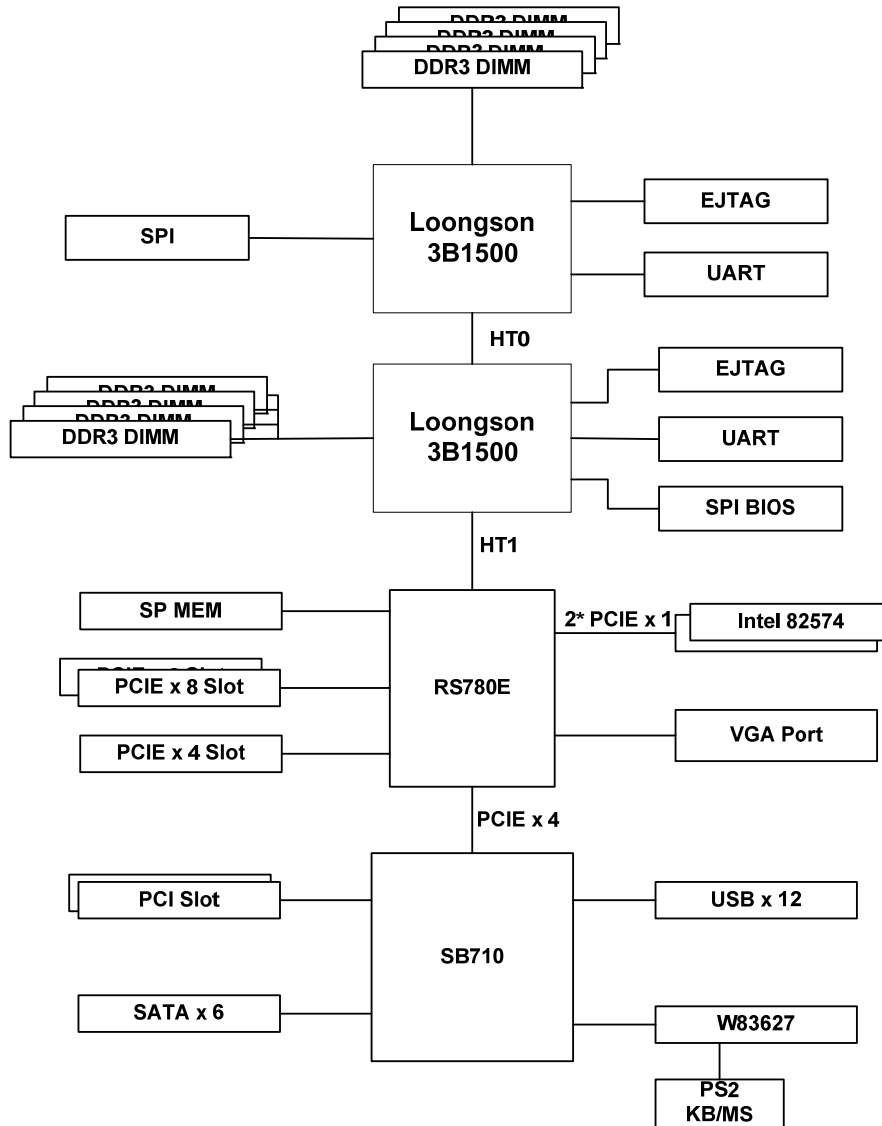 DDR3 DIMM
DDR3 DIMM
DDR3 DIMM
DDR3 DIMM
Loongson
3B1500
SPI
EJTAG
UART
HT0
DDR3 DIMM
DDR3 DIMM
DDR3 DIMM
DDR3 DIMM
Loongson
3B1500
EJTAG
UART
SPI BIOS
HT1
SP MEM
PCIE x 8 Slot
PCIE x 8 Slot
PCIE x 4 Slot
RS780E
2* PCIE x 1
Intel 82574
VGA Port
PCIE x 4
PCI Slot
SATA x 6
SB710
USB x 12
W83627
PS2
KB/MS